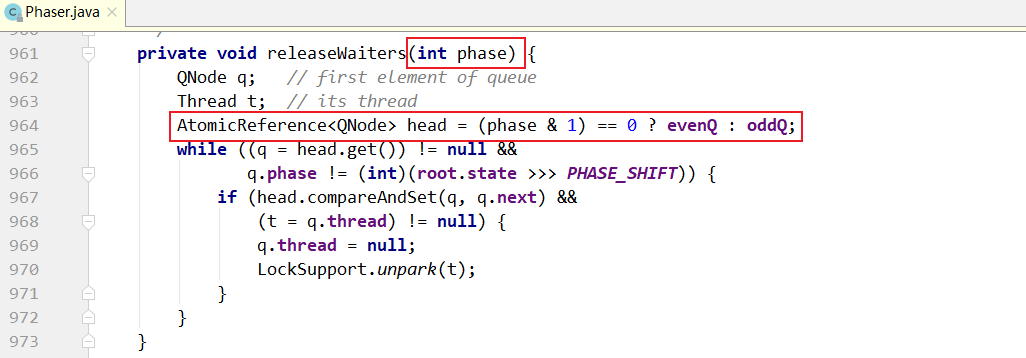 Phaser.java
961 private void releaseWaiters(int phase) {
962 QNode q;   // first element of queue
963 Thread t;  // its thread
964 AtomicReference<QNode> head = (phase & 1) == 0 ? evenQ : oddQ;
965 while ((q = head.get()) != null &&
966 q.phase != (int)(root.state >>> PHASE_SHIFT)) {
967 if (head.compareAndSet(q, q.next) &&
968 (t = q.thread) != null) {
969 q.thread = null;
970 LockSupport.unpark(t);
971 }
972 }
973 }